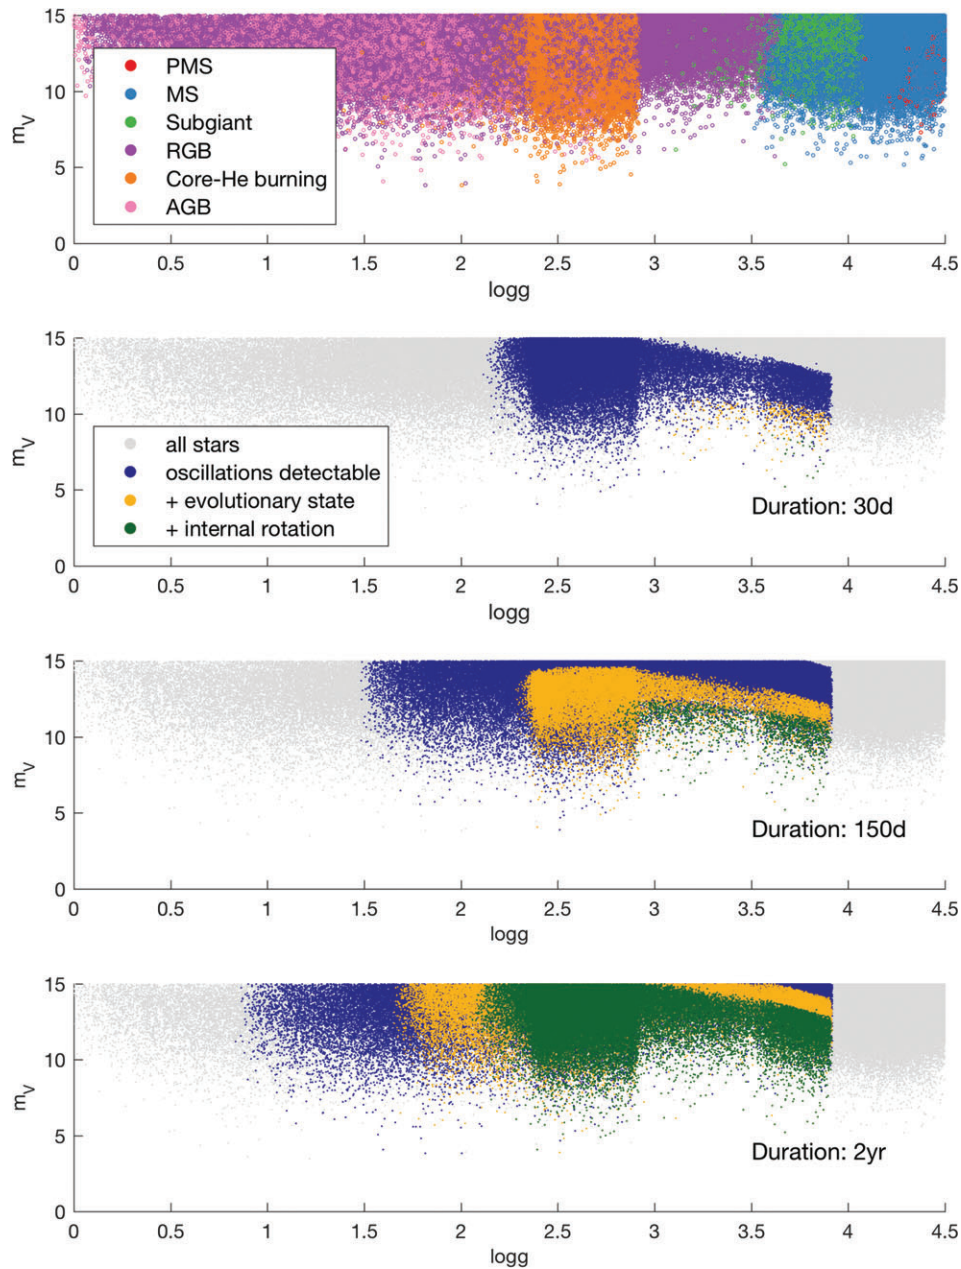 15
10
5
0
m_V
PMS
MS
Subgiant
RGB
Core-He burning
AGB
0 0.5 1 1.5 2 2.5 3 3.5 4 4.5
logg
15
10
5
0
m_V
all stars
oscillations detectable
+ evolutionary state
+ internal rotation
Duration: 30d
0 0.5 1 1.5 2 2.5 3 3.5 4 4.5
logg
15
10
5
0
m_V
Duration: 150d
0 0.5 1 1.5 2 2.5 3 3.5 4 4.5
logg
15
10
5
0
m_V
Duration: 2yr
0 0.5 1 1.5 2 2.5 3 3.5 4 4.5
logg